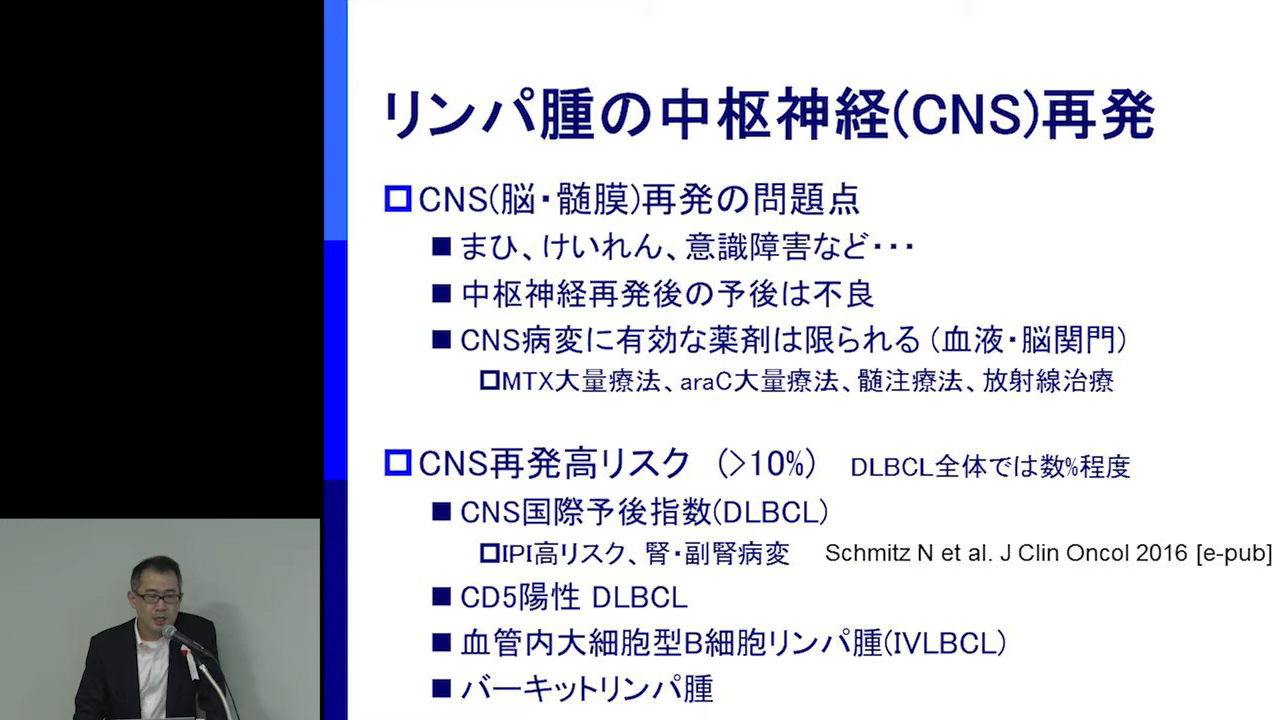 リンパ腫の中枢神経(CNS)再発
CNS(脳・髄膜)再発の問題点
まひ、けいれん、意識障害など・・・
中枢神経再発後の予後は不良
CNS病変に有効な薬剤は限られる (血液・脳関門)
MTX大量療法、araC大量療法、髄注療法、放射線治療
CNS再発高リスク (>10%) DLBCL全体では数%程度
CNS国際予後指数(DLBCL)
IPI高リスク、腎・副腎病変 Schmitz N et al. J Clin Oncol 2016 [e-pub]
CD5陽性 DLBCL
血管内大細胞型B細胞リンパ腫(IVLBCL)
バーキットリンパ腫